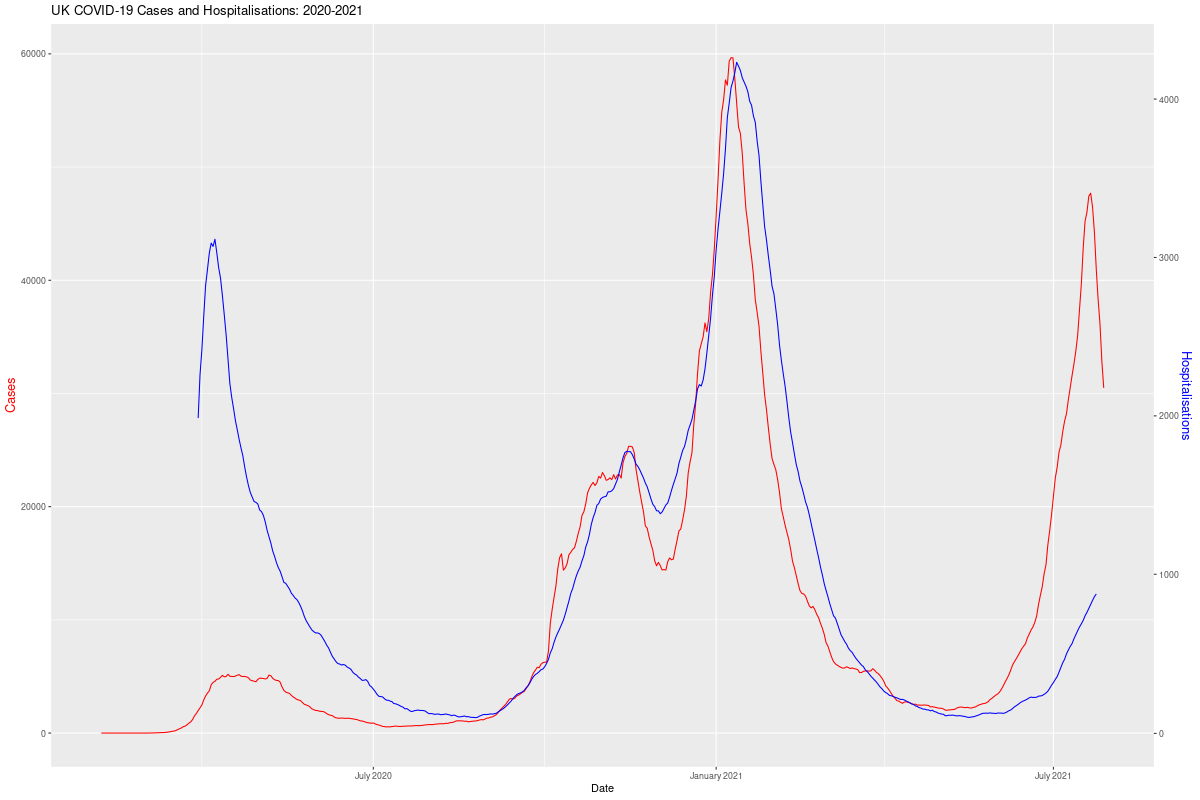 UK COVID-19 Cases and Hospitalisations: 2020-2021
60000
40000
20000
0
Cases
4000
3000
2000
1000
0
Hospitalisations
July 2020
January 2021
July 2021
Date